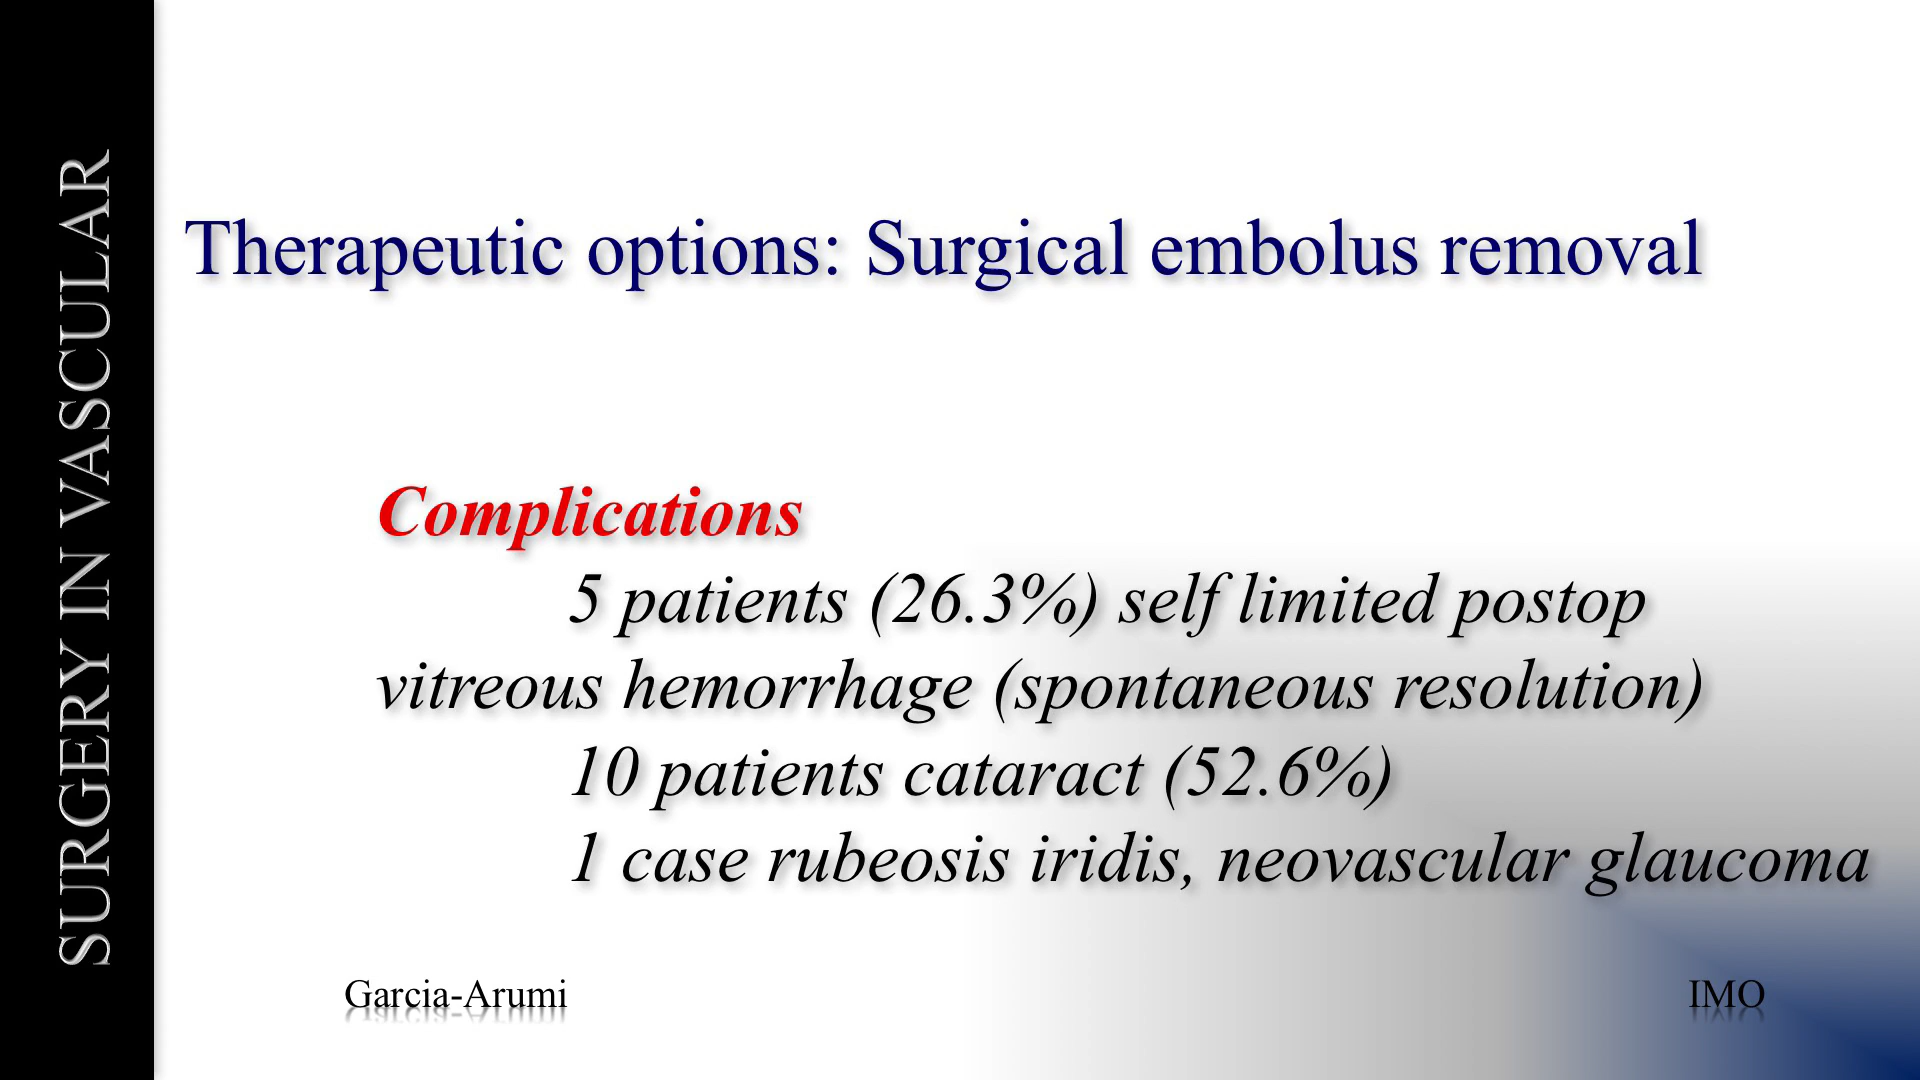 SURGERY IN VASCULAR
Therapeutic options: Surgical embolus removal
Complications
5 patients (26.3%) self limited postop
vitreous hemorrhage (spontaneous resolution)
10 patients cataract (52.6%)
1 case rubeosis iridis, neovascular glaucoma
Garcia-Arumi
IMO